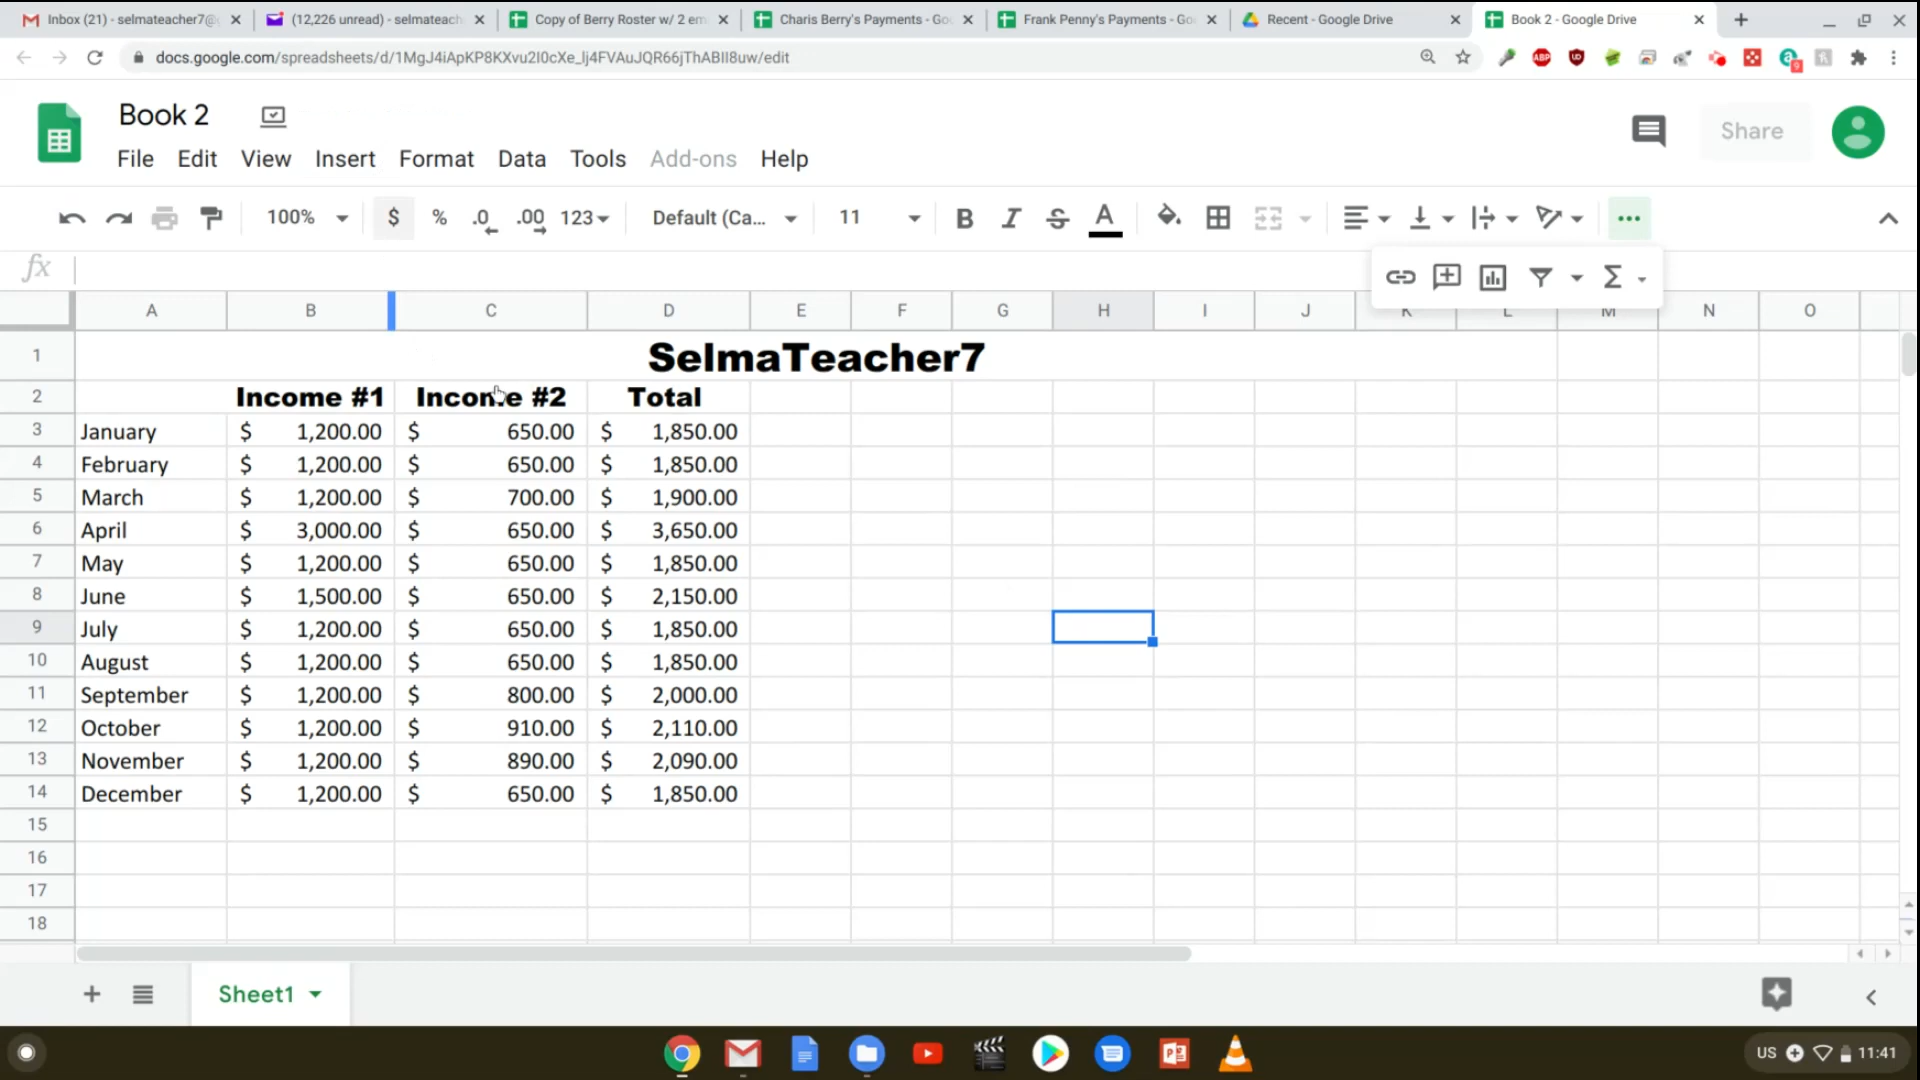 Inbox (21) - selmateacher7@
(12,226 unread) - selmateach
Copy of Berry Roster w/ 2 em
Charis Berry's Payments - Go
Frank Penny's Payments - Go
Recent - Google Drive
Book 2 - Google Drive
docs.google.com/spreadsheets/d/1MgJ4iApKP8KXvu2I0cXe_lj4FVAuJQR66jThABIl8uw/edit
ABP
9
Book 2
Share
File Edit View Insert Format Data Tools Add-ons Help
100% $ % .0 .00 123 Default (Ca... 11 B I S A
fx
A B C D E F G H I J K L M N O
1 SelmaTeacher7
2 Income #1 Income #2 Total
3 January $ 1,200.00 $ 650.00 $ 1,850.00
4 February $ 1,200.00 $ 650.00 $ 1,850.00
5 March $ 1,200.00 $ 700.00 $ 1,900.00
6 April $ 3,000.00 $ 650.00 $ 3,650.00
7 May $ 1,200.00 $ 650.00 $ 1,850.00
8 June $ 1,500.00 $ 650.00 $ 2,150.00
9 July $ 1,200.00 $ 650.00 $ 1,850.00
10 August $ 1,200.00 $ 650.00 $ 1,850.00
11 September $ 1,200.00 $ 800.00 $ 2,000.00
12 October $ 1,200.00 $ 910.00 $ 2,110.00
13 November $ 1,200.00 $ 890.00 $ 2,090.00
14 December $ 1,200.00 $ 650.00 $ 1,850.00
15
16
17
18
Sheet1
US 11:41